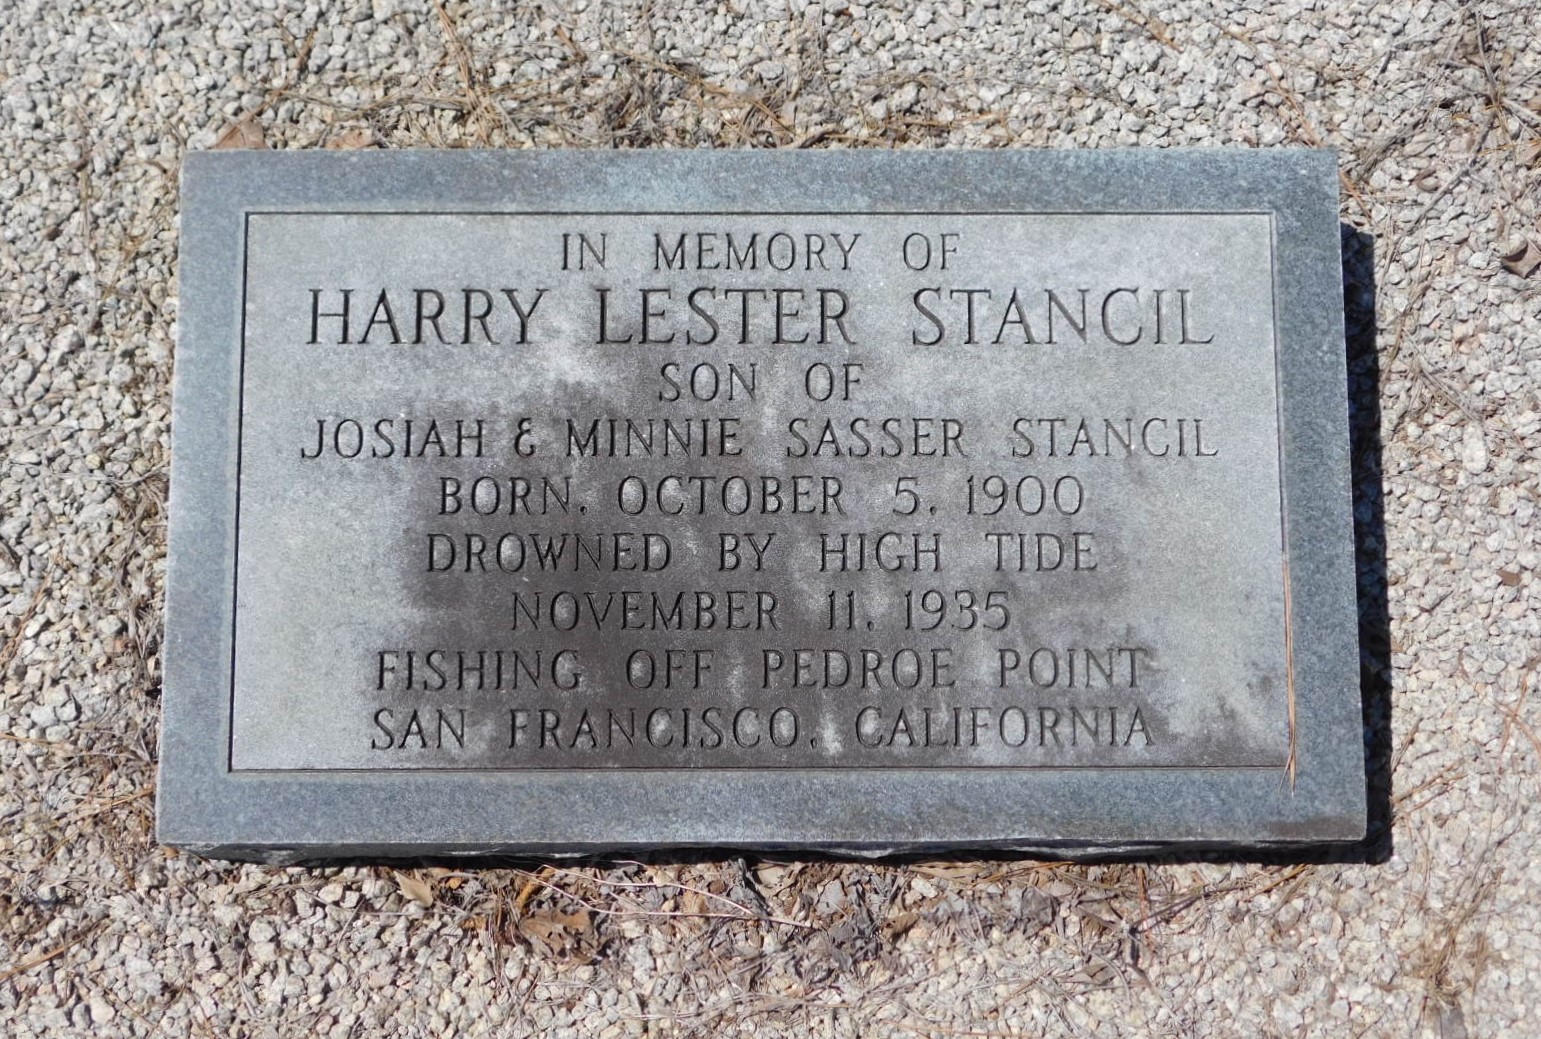 IN MEMORY OF
HARRY LESTER STANCIL
SON OF
JOSIAH & MINNIE SASSER STANCIL
BORN, OCTOBER 5, 1900
DROWNED BY HIGH TIDE
NOVEMBER 11, 1935
FISHING OFF PEDROE POINT
SAN FRANCISCO, CALIFORNIA